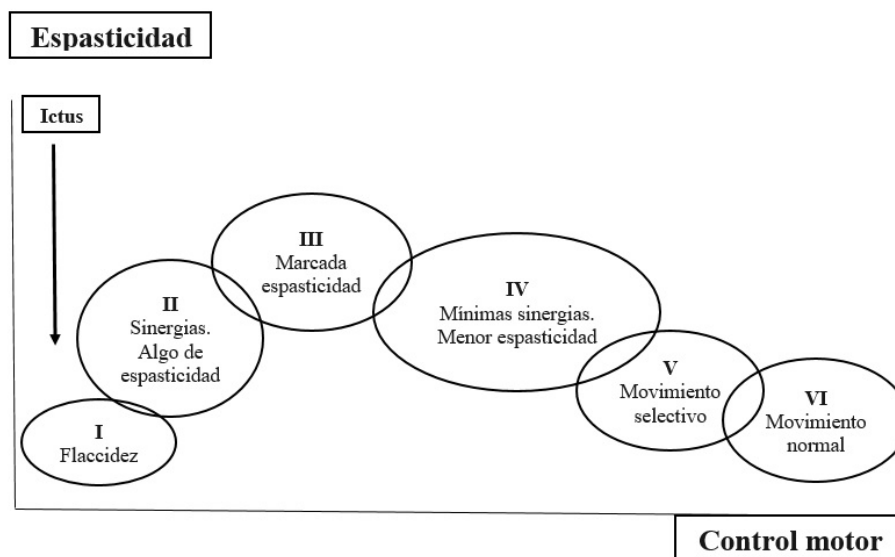 Espasticidad
Ictus
III
Marcada
espasticidad
II
Sinergias.
Algo de
espasticidad
IV
Mínimas sinergias.
Menor espasticidad
I
Flaccidez
V
Movimiento
selectivo
VI
Movimiento
normal
Control motor